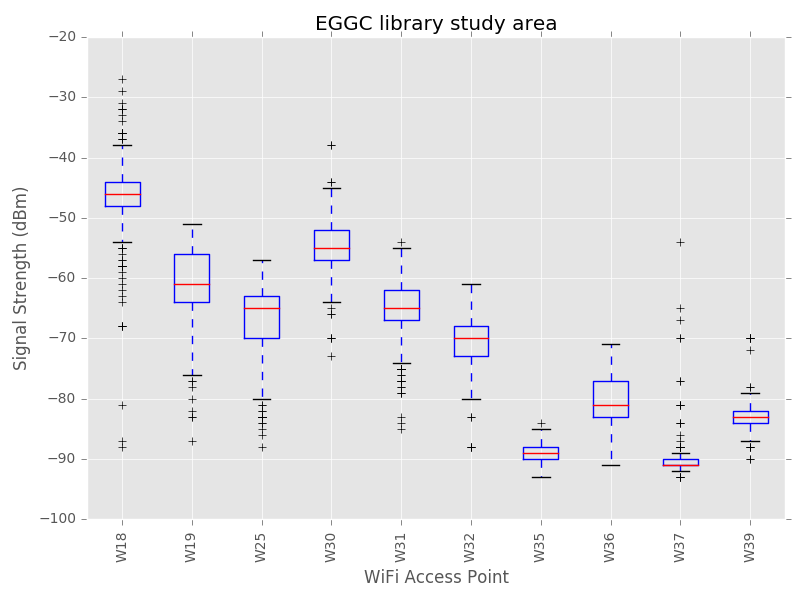 EGGC library study area
−20
−30
−40
−50
−60
−70
−80
−90
−100
Signal Strength (dBm)
W18
W19
W25
W30
W31
W32
W35
W36
W37
W39
WiFi Access Point